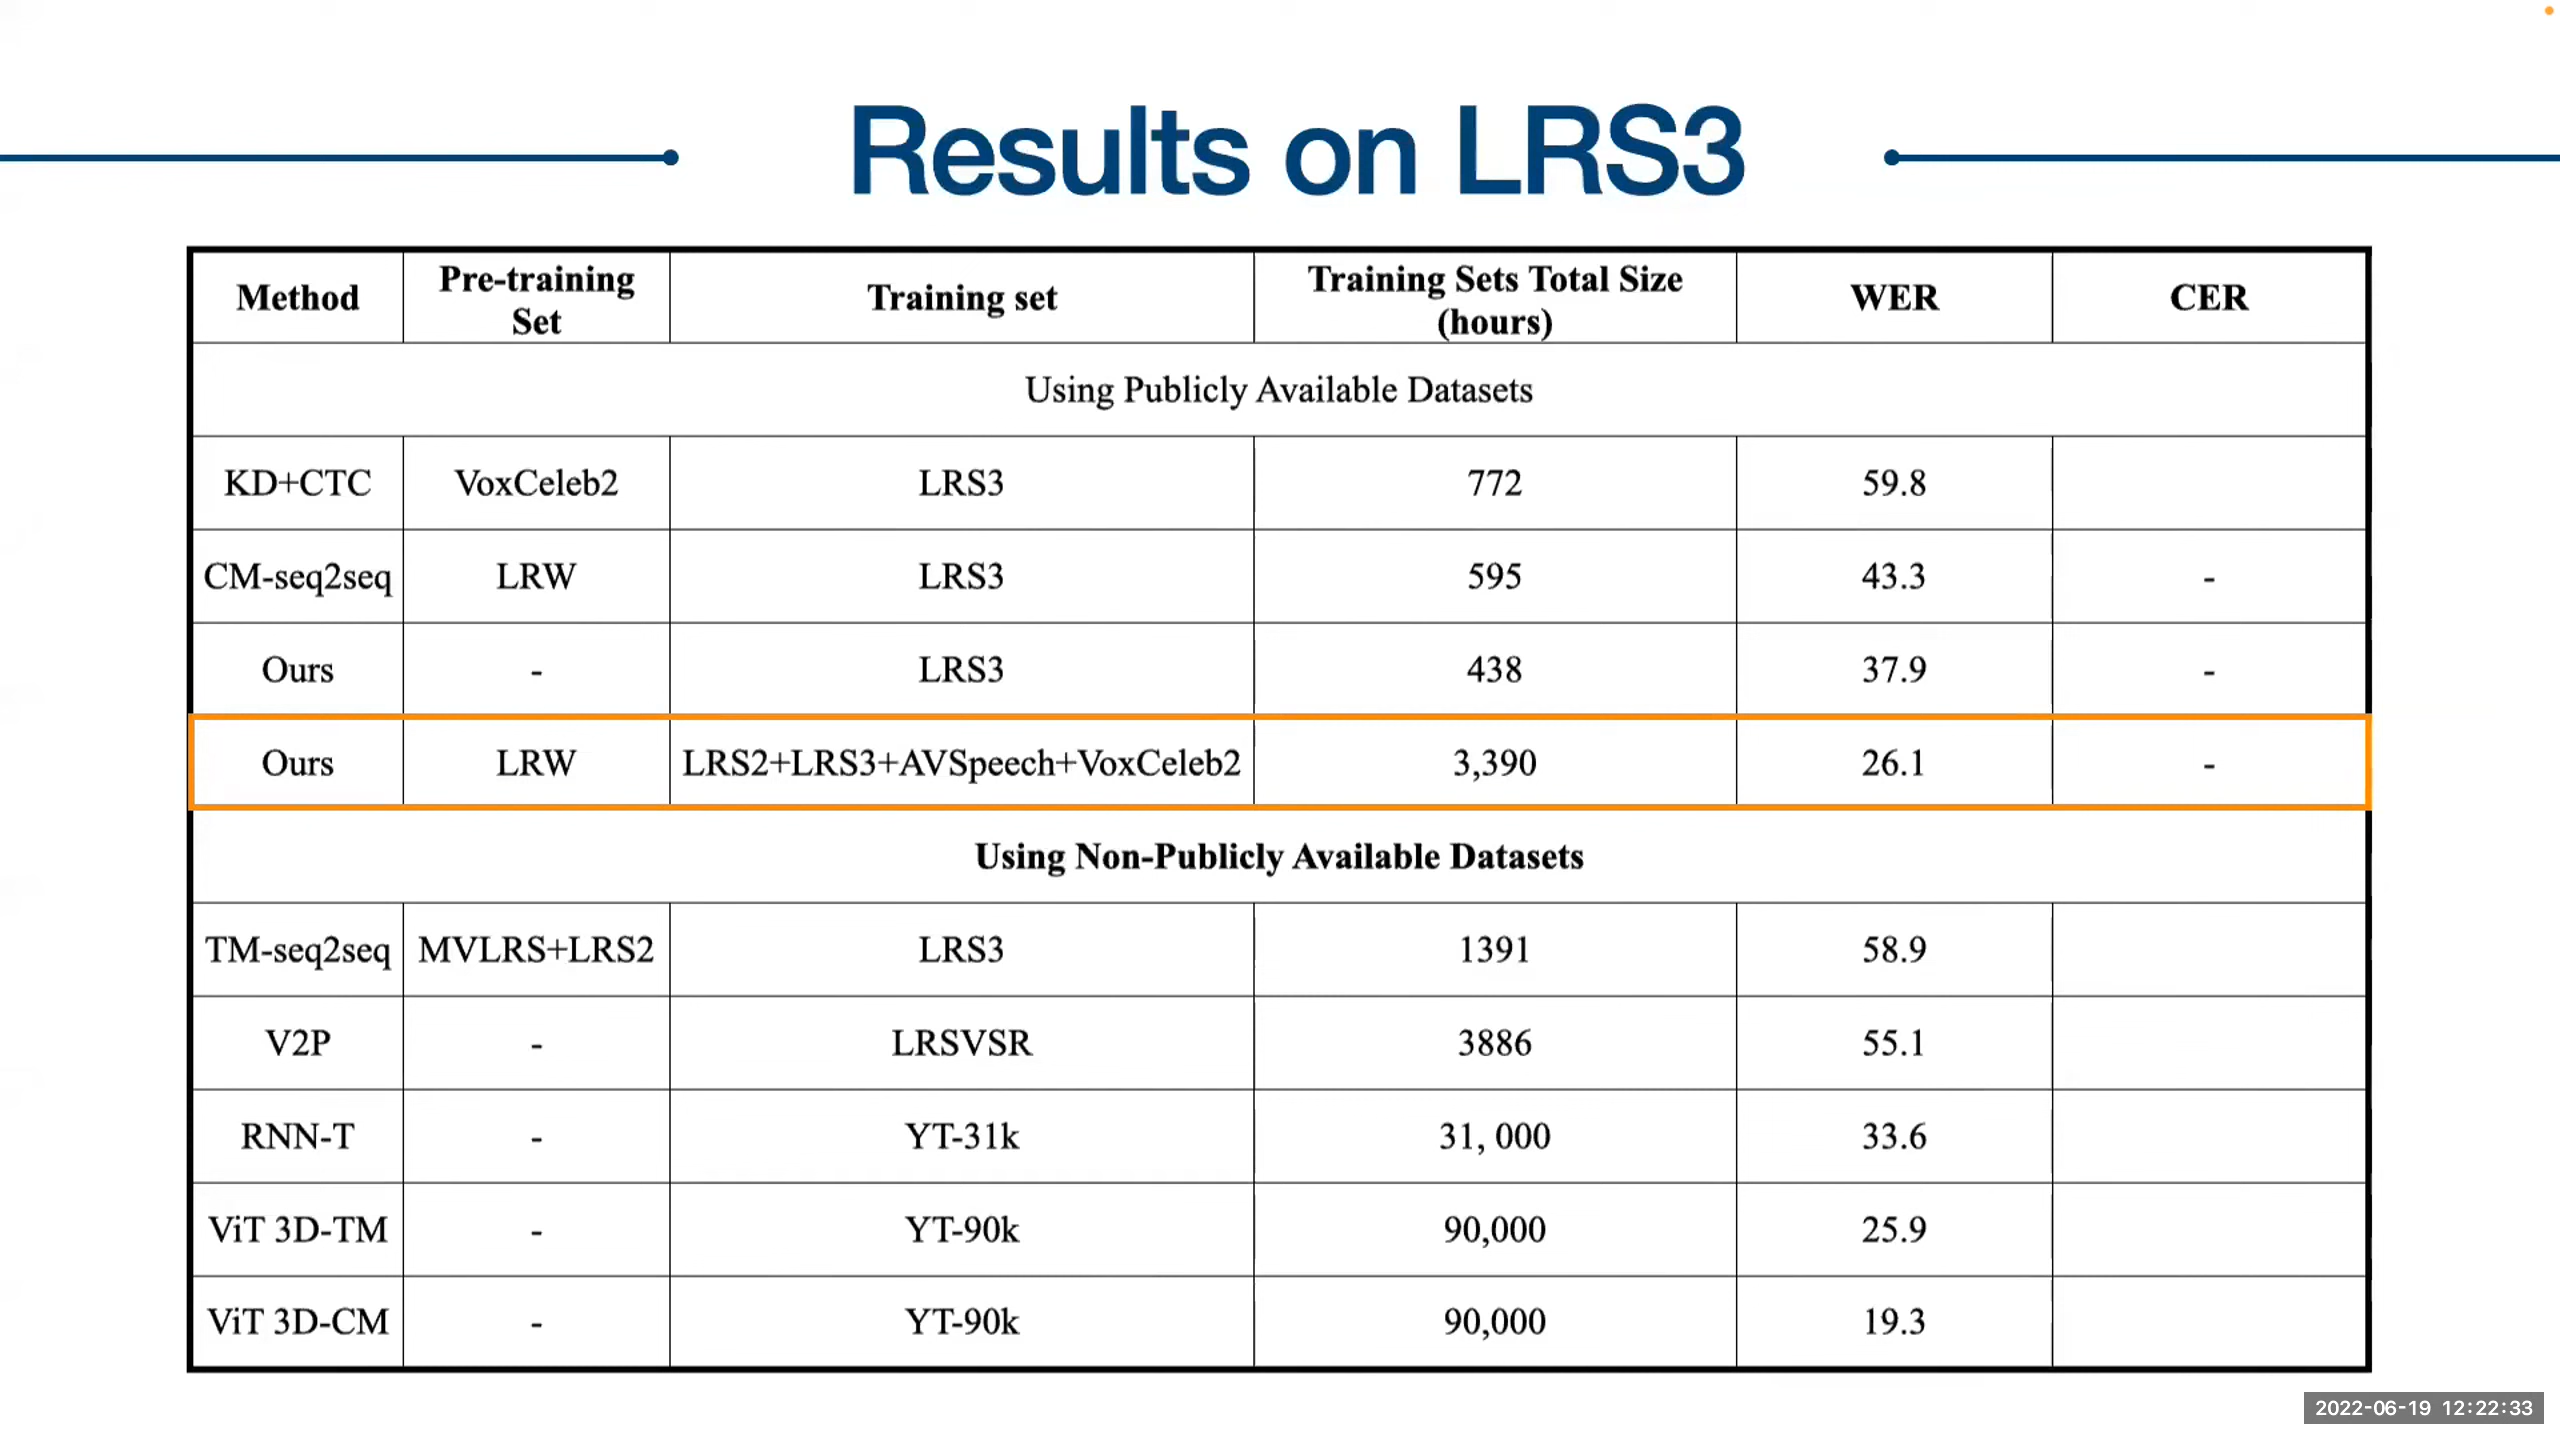 Results on LRS3
Method Pre-training Set Training set Training Sets Total Size (hours) WER CER
Using Publicly Available Datasets
KD+CTC VoxCeleb2 LRS3 772 59.8
CM-seq2seq LRW LRS3 595 43.3 -
Ours - LRS3 438 37.9 -
Ours LRW LRS2+LRS3+AVSpeech+VoxCeleb2 3,390 26.1 -
Using Non-Publicly Available Datasets
TM-seq2seq MVLRS+LRS2 LRS3 1391 58.9
V2P - LRSVSR 3886 55.1
RNN-T - YT-31k 31, 000 33.6
ViT 3D-TM - YT-90k 90,000 25.9
ViT 3D-CM - YT-90k 90,000 19.3
2022-06-19 12:22:33